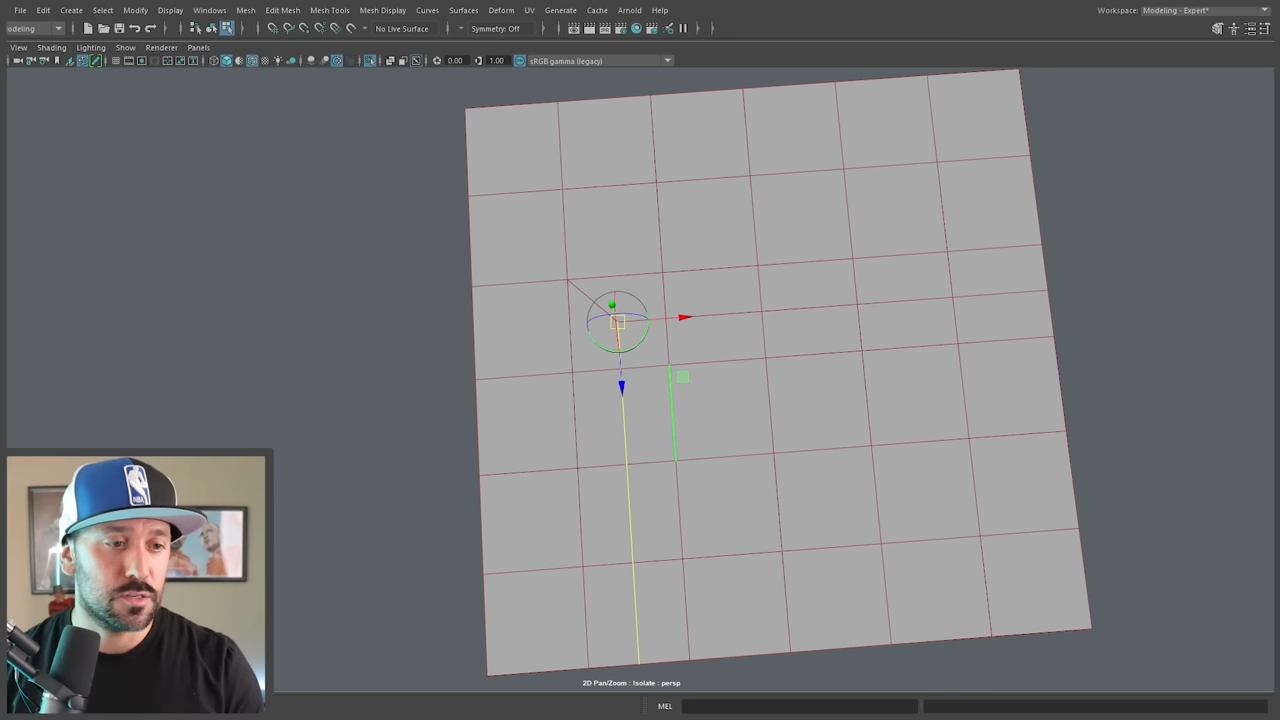 File Edit Create Select Modify Display Windows Mesh Edit Mesh Mesh Tools Mesh Display Curves Surfaces Deform UV Generate Cache Arnold Help Workspace: Modeling - Expert*
odeling No Live Surface Symmetry: Off
View Shading Lighting Show Renderer Panels
0.00 1.00 sRGB gamma (legacy)
NBA
2D Pan/Zoom : Isolate : persp
MEL